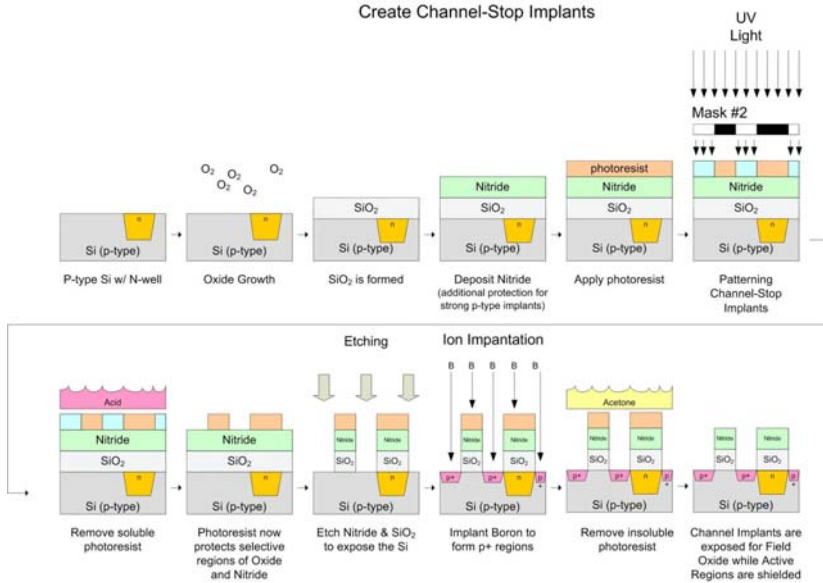 Create Channel-Stop Implants
UV
Light
Mask #2
O2
O2
O2
O2
O2
photoresist
Nitride
Nitride
Nitride
SiO2
SiO2
SiO2
SiO2
n
n
n
n
n
n
Si (p-type)
Si (p-type)
Si (p-type)
Si (p-type)
Si (p-type)
Si (p-type)
P-type Si w/ N-well
Oxide Growth
SiO2 is formed
Deposit Nitride
(additional protection for
strong p-type implants)
Apply photoresist
Patterning
Channel-Stop
Implants
Etching
Ion Impantation
B
B
B
B
B
Acid
Acetone
Nitride
Nitride
Nitride
Nitride
Nitride
Nitride
Nitride
Nitride
Nitride
Nitride
SiO2
SiO2
SiO2
SiO2
SiO2
SiO2
SiO2
SiO2
SiO2
SiO2
n
n
n
p+
p+
n
p
+
p+
p+
n
p
+
p+
p+
n
p
+
Si (p-type)
Si (p-type)
Si (p-type)
Si (p-type)
Si (p-type)
Si (p-type)
Remove soluble
photoresist
Photoresist now
protects selective
regions of Oxide
and Nitride
Etch Nitride & SiO2
to expose the Si
Implant Boron to
form p+ regions
Remove insoluble
photoresist
Channel Implants are
exposed for Field
Oxide while Active
Regions are shielded